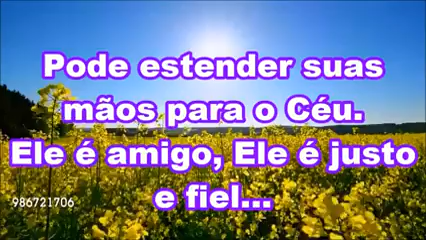 Pode estender suas
mãos para o Céu.
Ele é amigo, Ele é justo
e fiel...
986721706